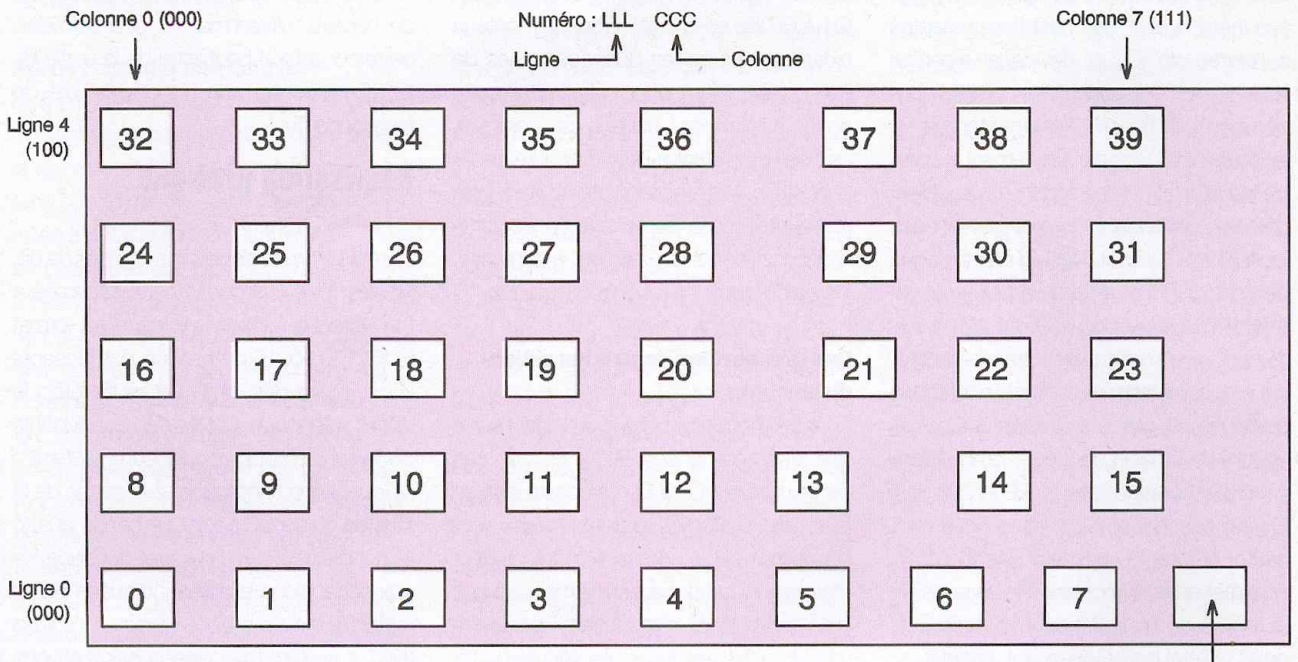 Colonne 0 (000)
Numéro : LLL CCC
Colonne 7 (111)
Ligne
Colonne
Ligne 4
(100)
32 33 34 35 36 37 38 39
24 25 26 27 28 29 30 31
16 17 18 19 20 21 22 23
8 9 10 11 12 13 14 15
Ligne 0
(000)
0 1 2 3 4 5 6 7